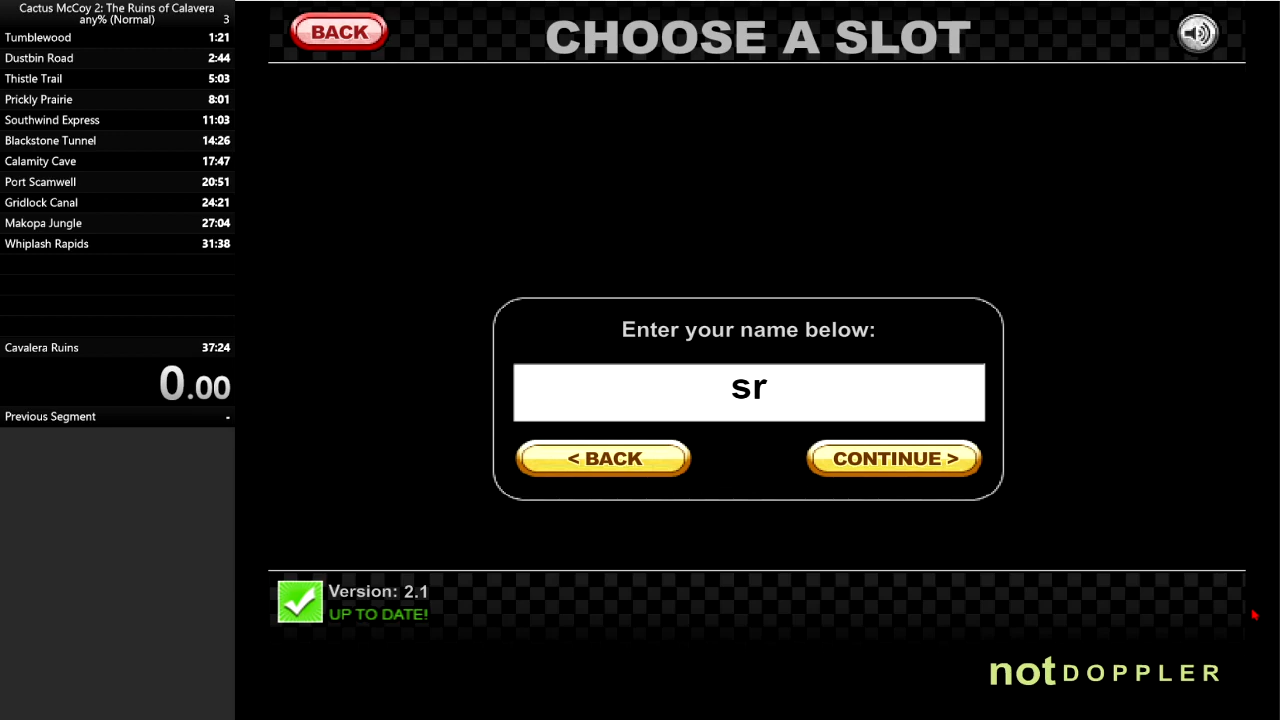 Cactus McCoy 2: The Ruins of Calavera
any% (Normal) 3
Tumblewood 1:21
Dustbin Road 2:44
Thistle Trail 5:03
Prickly Prairie 8:01
Southwind Express 11:03
Blackstone Tunnel 14:26
Calamity Cave 17:47
Port Scamwell 20:51
Gridlock Canal 24:21
Makopa Jungle 27:04
Whiplash Rapids 31:38
Cavalera Ruins 37:24
0.00
Previous Segment -
BACK
CHOOSE A SLOT
Enter your name below:
sr
< BACK
CONTINUE >
Version: 2.1
UP TO DATE!
notDOPPLER